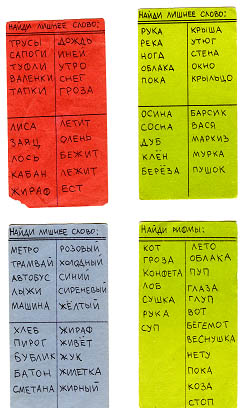 НАЙДИ ЛИШНЕЕ СЛОВО:
ТРУСЫ ДОЖДЬ
САПОГИ ИНЕЙ
ТУФЛИ УТРО
ВАЛЕНКИ СНЕГ
ТАПКИ ГРОЗА
ЛИСА ЛЕТИТ
ЗАЯЦ ОЛЕНЬ
ЛОСЬ БЕЖИТ
КАБАН ЛЕЖИТ
ЖИРАФ ЕСТ
НАЙДИ ЛИШНЕЕ СЛОВО:
РУКА КРЫША
РЕКА УТЮГ
НОГА СТЕНА
ОБЛАКА ОКНО
ПОКА КРЫЛЬЦО
ОСИНА БАРСИК
СОСНА ВАСЯ
ДУБ МАРКИЗ
КЛЁН МУРКА
БЕРЁЗА ПУШОК
НАЙДИ ЛИШНЕЕ СЛОВО:
МЕТРО РОЗОВЫЙ
ТРАМВАЙ ХОЛОДНЫЙ
АВТОБУС СИНИЙ
ЛЫЖИ СИРЕНЕВЫЙ
МАШИНА ЖЁЛТЫЙ
ХЛЕБ ЖИРАФ
ПИРОГ ЖИВЁТ
БУБЛИК ЖУК
БАТОН ЖИЛЕТКА
СМЕТАНА ЖИРНЫЙ
НАЙДИ РИФМЫ:
КОТ ЛЕТО
ГРОЗА ОБЛАКА
КОНФЕТА ПУП
ЛОБ ГЛАЗА
СУШКА ГЛУП
РУКА ВОТ
СУП БЕГЕМОТ
ВЕСНУШКА
НЕТУ
ПОКА
КОЗА
СТОП